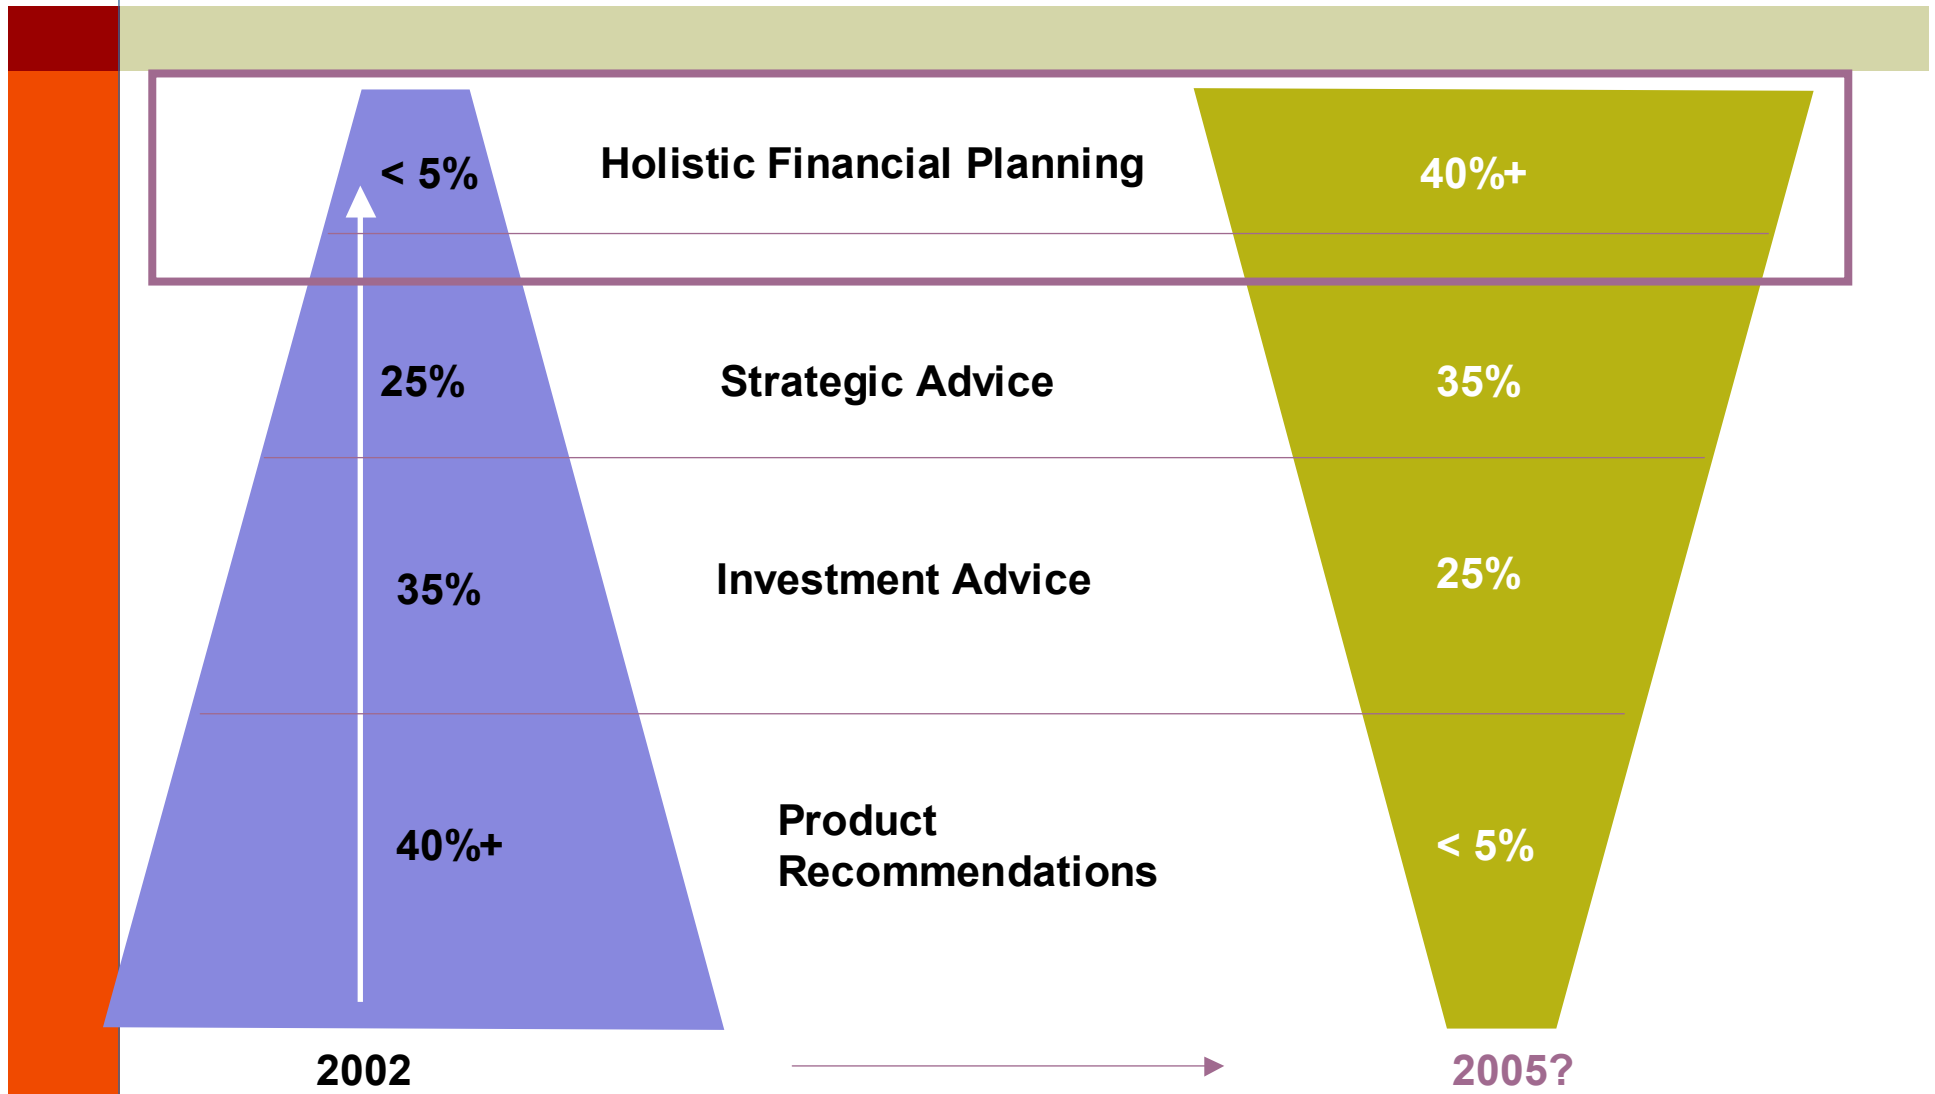 < 5%
Holistic Financial Planning
40%+
25%
Strategic Advice
35%
35%
Investment Advice
25%
40%+
Product
Recommendations
< 5%
2002
2005?